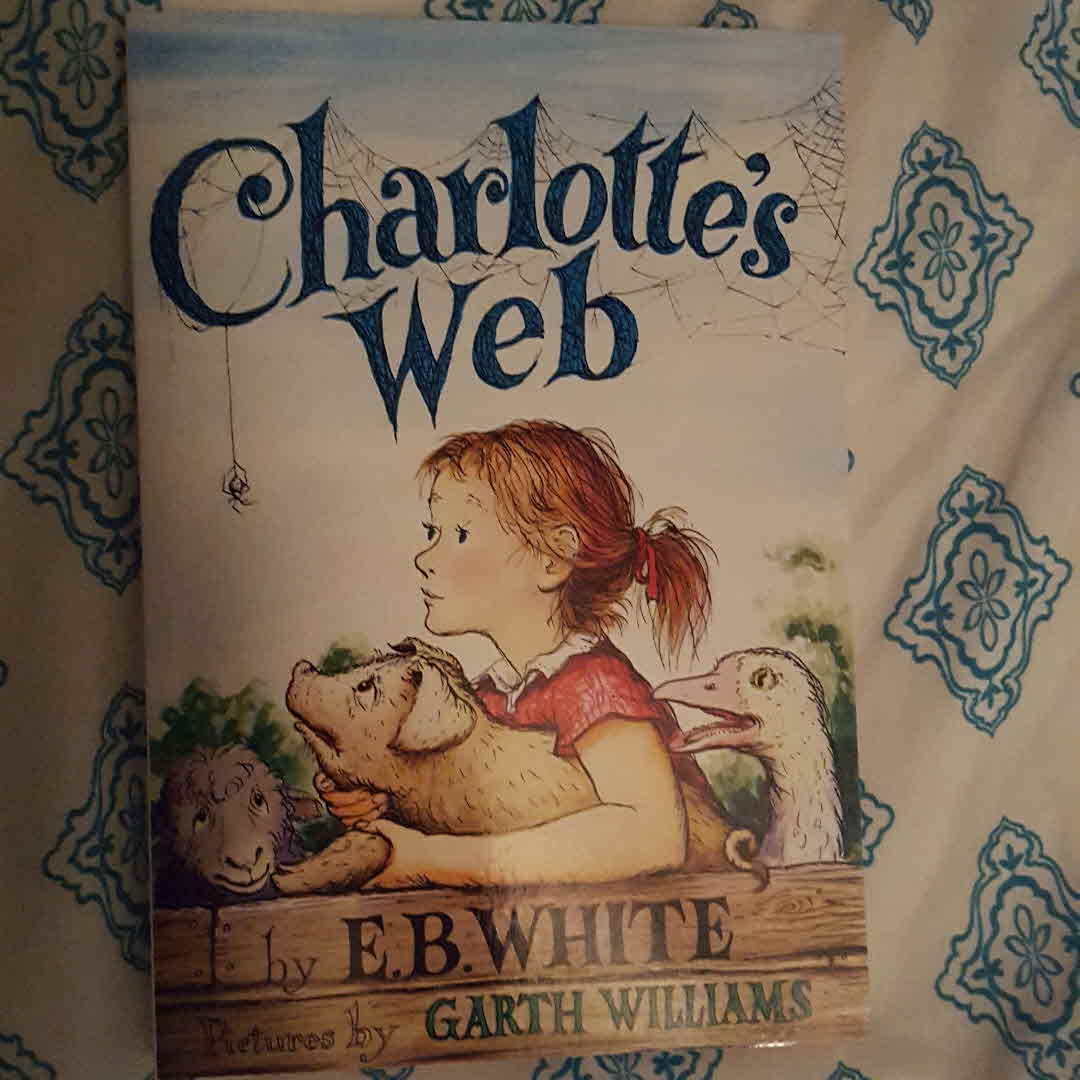 Charlotte's
Web
by E.B. WHITE
Pictures by GARTH WILLIAMS